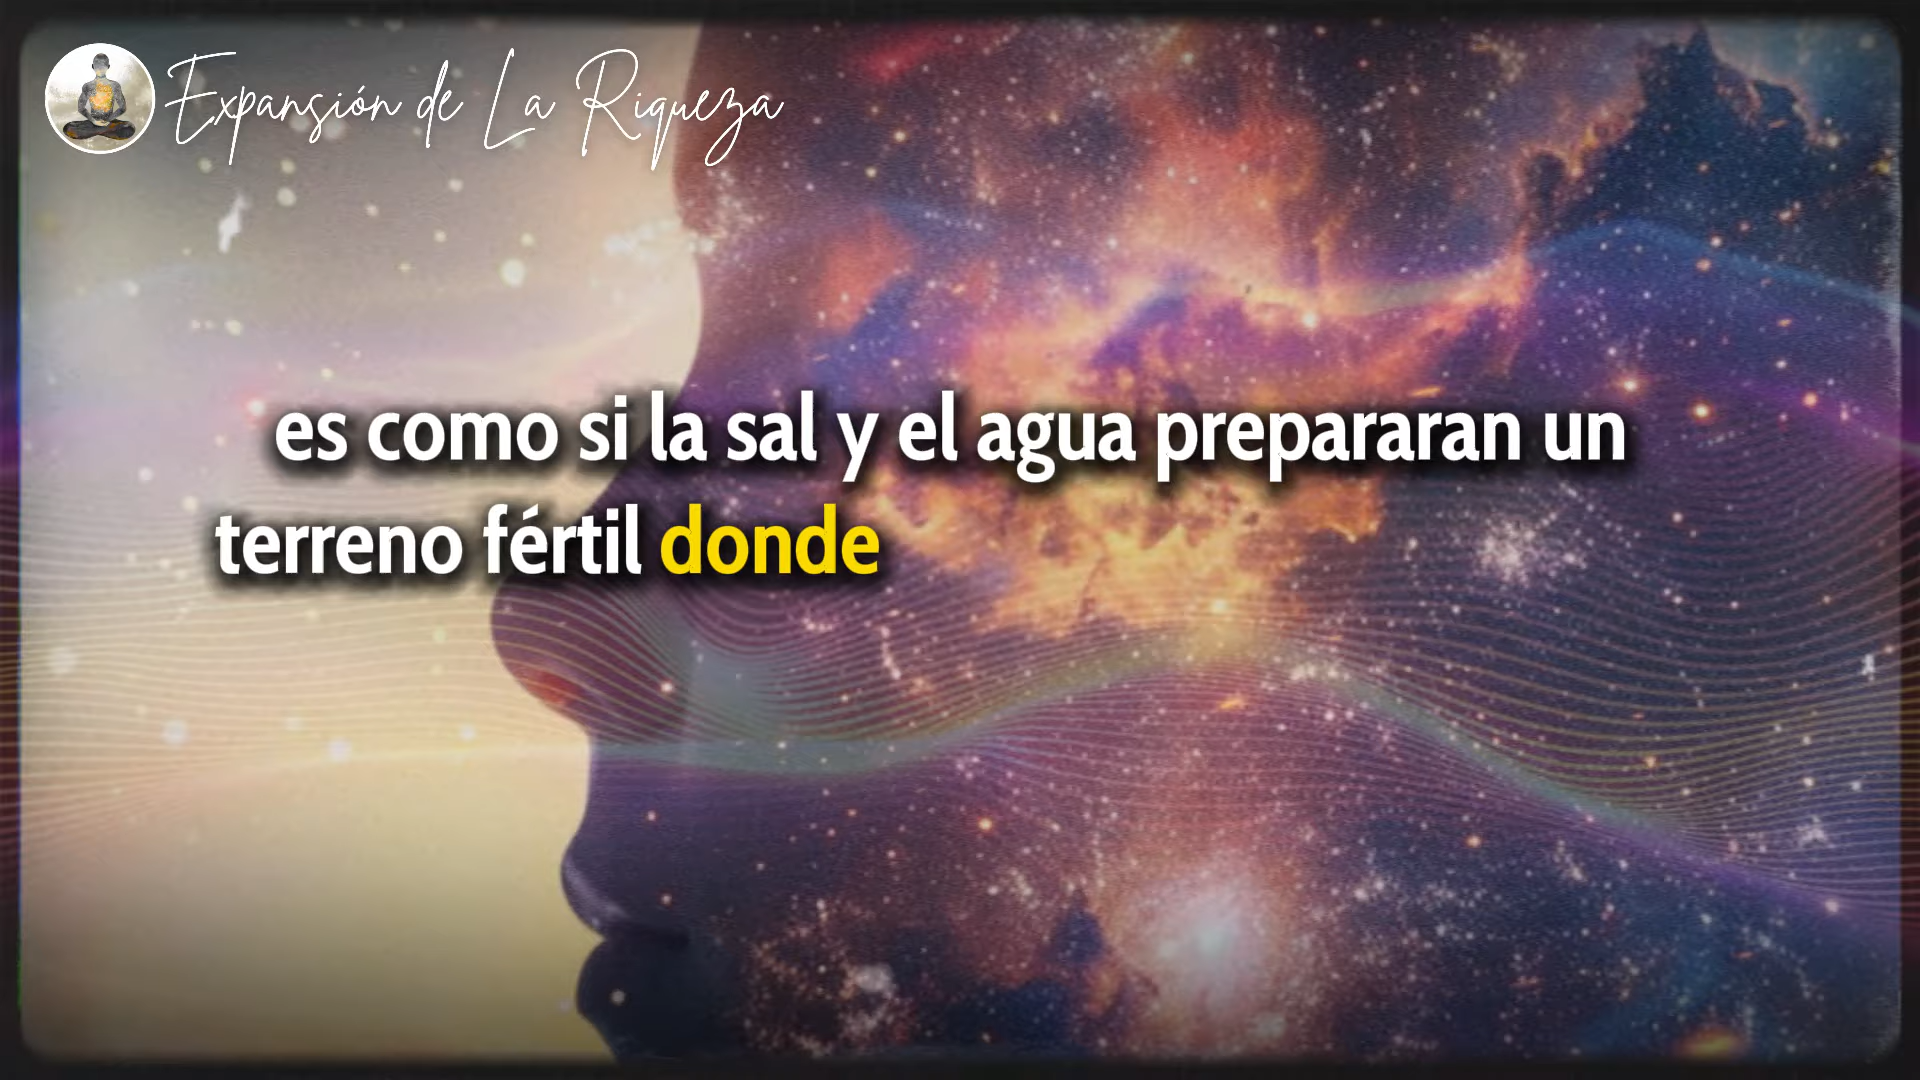 Expansión de La Riqueza
es como si la sal y el agua prepararan un
terreno fértil donde